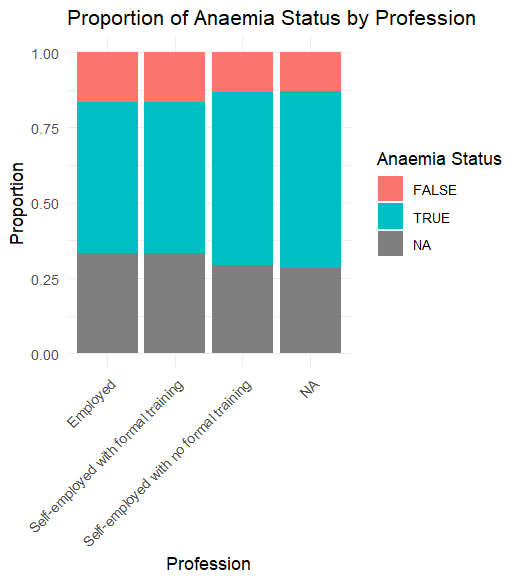 Proportion of Anaemia Status by Profession
Proportion
1.00
0.75
0.50
0.25
0.00
Employed
Self-employed with formal training
Self-employed with no formal training
NA
Profession
Anaemia Status
FALSE
TRUE
NA